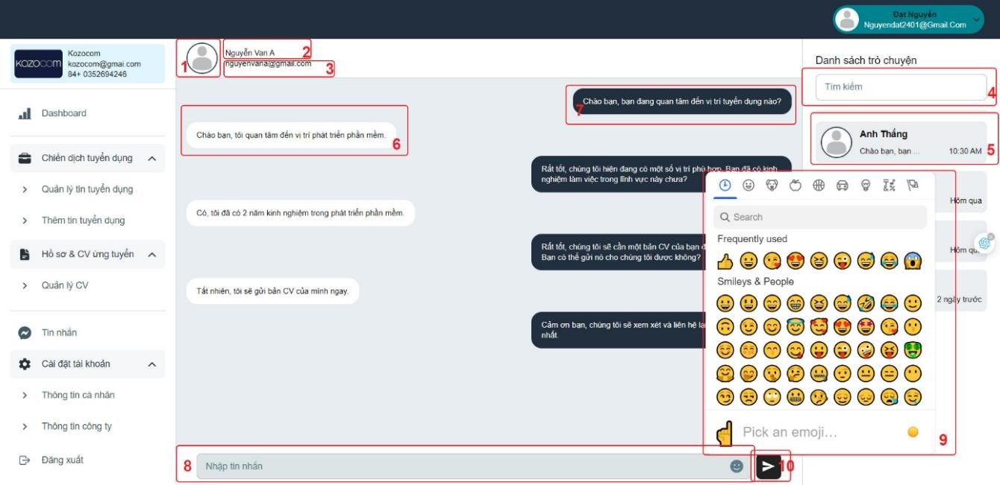 Dạt Nguyễn
Nguyendat2401@Gmail.Com
KOZOCOM
Kozocom
kozocom@gmai.com
84+ 0352694246
Dashboard
Chiến dịch tuyển dụng
Quản lý tin tuyển dụng
Thêm tin tuyển dụng
Hồ sơ & CV ứng tuyển
Quản lý CV
Tin nhắn
Cài đặt tài khoản
Thông tin cá nhân
Thông tin công ty
Đăng xuất
1
Nguyễn Van A
2
nguyenvana@gmail.com
3
Chào bạn, bạn đang quan tâm đến vị trí tuyển dụng nào?
7
Chào bạn, tôi quan tâm đến vị trí phát triển phần mềm.
6
Rất tốt, chúng tôi hiện đang có một số vị trí phù hợp. Bạn đã có kinh
nghiệm làm việc trong lĩnh vực này chưa?
Có, tôi đã có 2 năm kinh nghiệm trong phát triển phần mềm.
Rất tốt, chúng tôi sẽ cần một bản CV của bạn
Bạn có thể gửi nó cho chúng tôi được không?
Tất nhiên, tôi sẽ gửi bản CV của mình ngay.
Cảm ơn bạn, chúng tôi sẽ xem xét và liên hệ
nhất.
8
Nhập tin nhắn
10
Danh sách trò chuyện
Tìm kiếm
4
Anh Thắng
Chào bạn, bạn ...
10:30 AM
5
Hôm qua
Hôm
2 ngày trước
Search
Frequently used
Smileys & People
Pick an emoji...
9